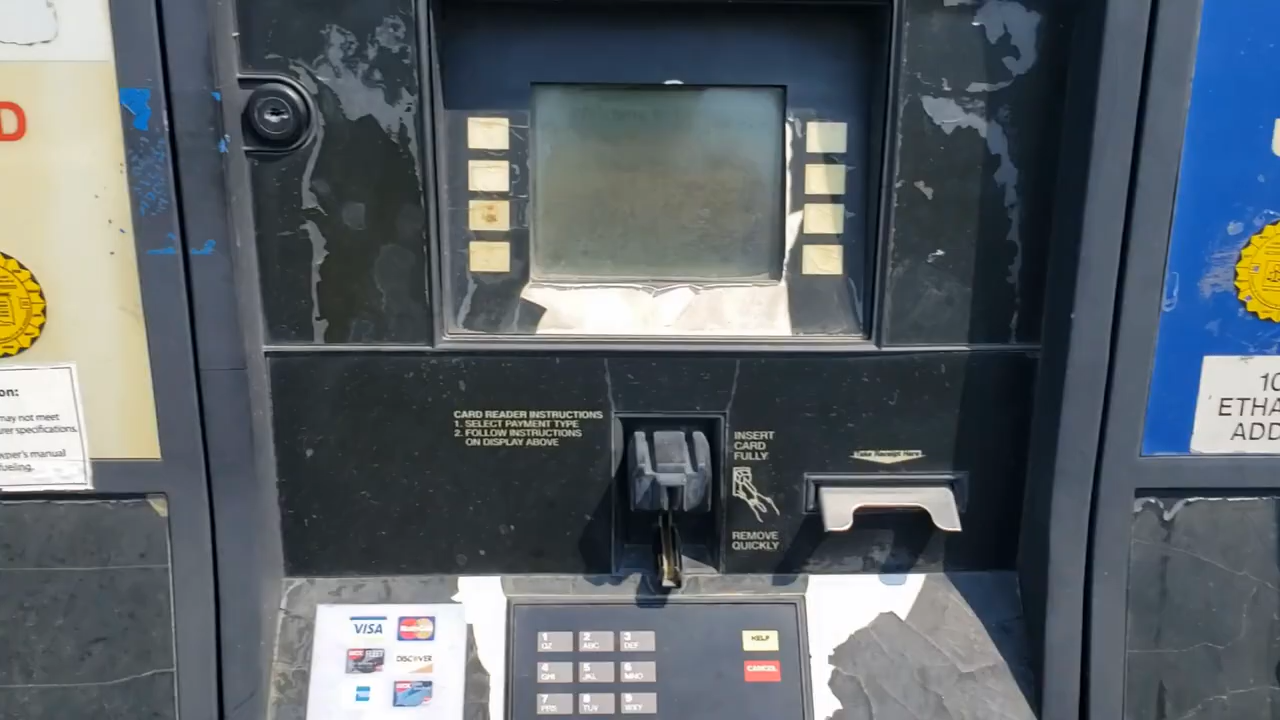 D
on:
may not meet
rer specifications.
wner's manual
fueling.
CARD READER INSTRUCTIONS
1. SELECT PAYMENT TYPE
2. FOLLOW INSTRUCTIONS
ON DISPLAY ABOVE
INSERT
CARD
FULLY
REMOVE
QUICKLY
Take Receipt Here
10
ETHA
ADD
VISA
MasterCard
DISCOVER
1 QZ
2 ABC
3 DEF
HELP
4 GHI
5 JKL
6 MNO
CANCEL
7 PRS
8 TUV
9 WXY